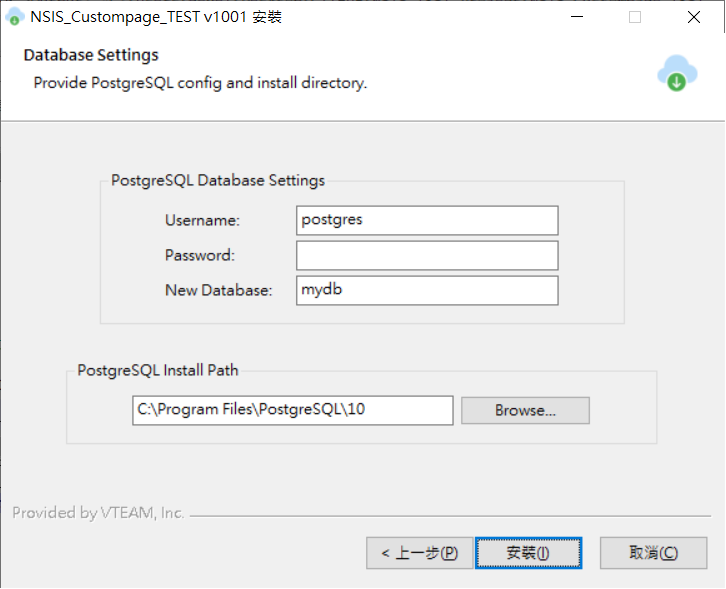 NSIS_Custompage_TEST v1001 安裝
Database Settings
Provide PostgreSQL config and install directory.
PostgreSQL Database Settings
Username: postgres
Password:
New Database: mydb
PostgreSQL Install Path
C:\Program Files\PostgreSQL\10 Browse...
Provided by VTEAM, Inc.
< 上一步(P) 安裝(I) 取消(C)